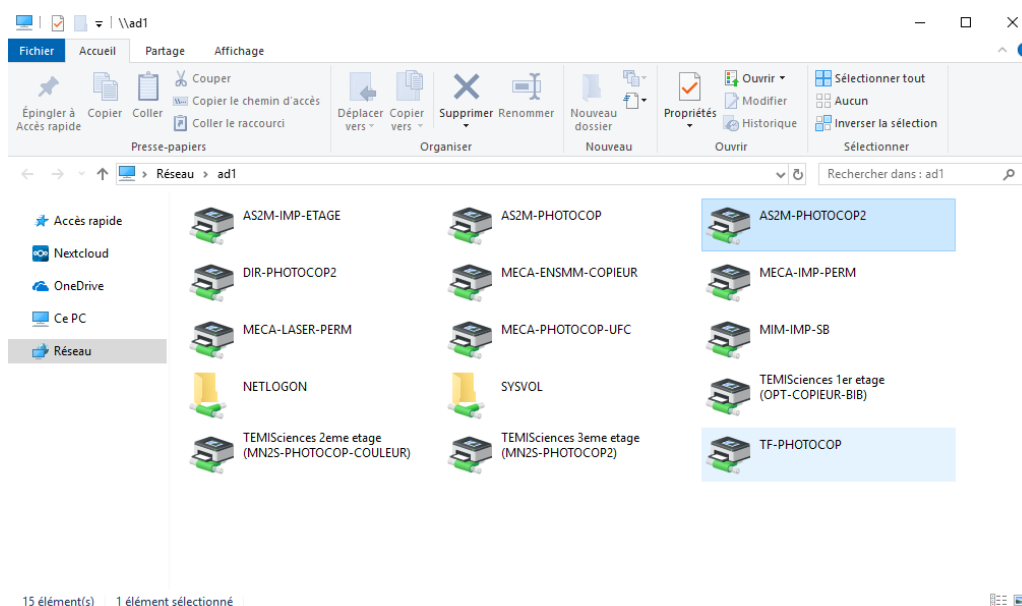 \\ad1
Fichier Accueil Partage Affichage
Épingler à Accès rapide
Copier
Coller
Couper
Copier le chemin d'accès
Coller le raccourci
Presse-papiers
Déplacer vers
Copier vers
Supprimer
Renommer
Organiser
Nouveau dossier
Nouveau
Propriétés
Ouvrir
Modifier
Historique
Ouvrir
Sélectionner tout
Aucun
Inverser la sélection
Sélectionner
Réseau > ad1
Rechercher dans : ad1
Accès rapide
Nextcloud
OneDrive
Ce PC
Réseau
AS2M-IMP-ETAGE
AS2M-PHOTOCOP
AS2M-PHOTOCOP2
DIR-PHOTOCOP2
MECA-ENSMM-COPIEUR
MECA-IMP-PERM
MECA-LASER-PERM
MECA-PHOTOCOP-UFC
MIM-IMP-SB
NETLOGON
SYSVOL
TEMISciences 1er etage
(OPT-COPIEUR-BIB)
TEMISciences 2eme etage
(MN2S-PHOTOCOP-COULEUR)
TEMISciences 3eme etage
(MN2S-PHOTOCOP2)
TF-PHOTOCOP
15 élément(s) 1 élément sélectionné